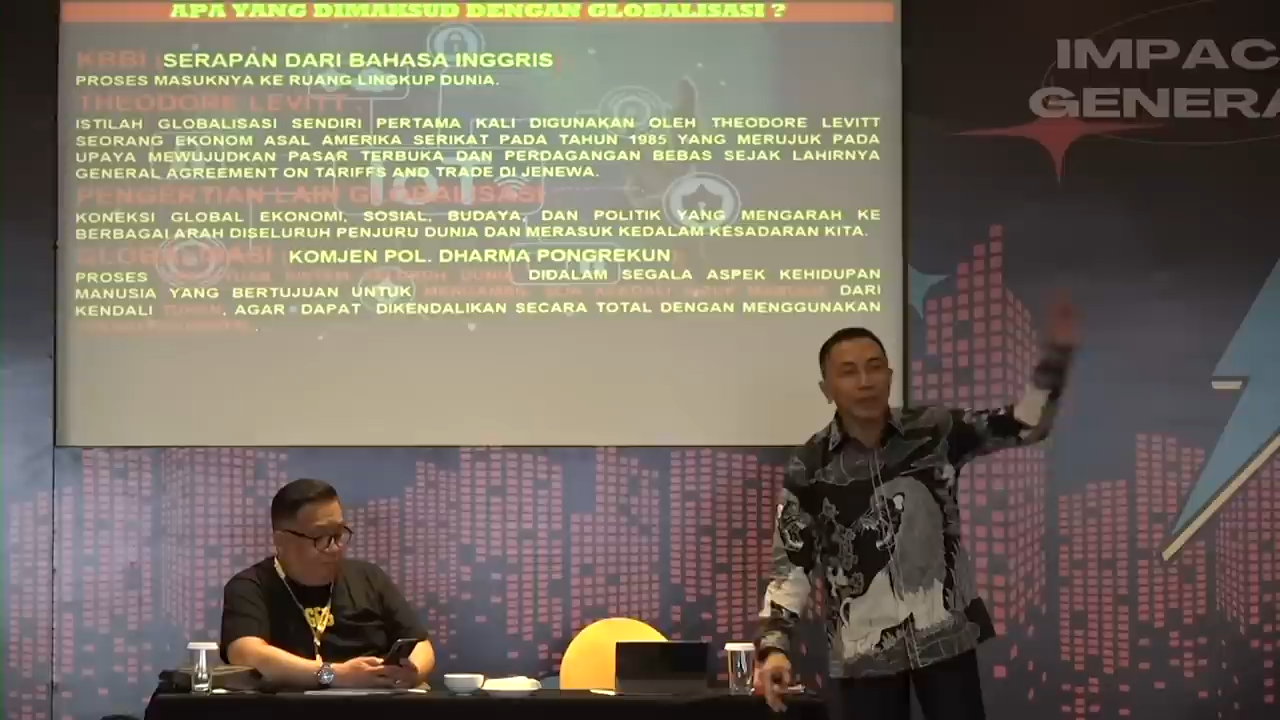 APA YANG DIMAKSUD DENGAN GLOBALISASI ?
KBBI (SERAPAN DARI BAHASA INGGRIS)
PROSES MASUKNYA KE RUANG LINGKUP DUNIA.
THEODORE LEVITT :
ISTILAH GLOBALISASI SENDIRI PERTAMA KALI DIGUNAKAN OLEH THEODORE LEVITT
SEORANG EKONOM ASAL AMERIKA SERIKAT PADA TAHUN 1985 YANG MERUJUK PADA
UPAYA MEWUJUDKAN PASAR TERBUKA DAN PERDAGANGAN BEBAS SEJAK LAHIRNYA
GENERAL AGREEMENT ON TARIFFS AND TRADE DI JENEWA.
IoT
PENGERTIAN LAIN GLOBALISASI
KONEKSI GLOBAL EKONOMI, SOSIAL, BUDAYA, DAN POLITIK YANG MENGARAH KE
BERBAGAI ARAH DISELURUH PENJURU DUNIA DAN MERASUK KEDALAM KESADARAN KITA.
GLOBALISASI (KOMJEN POL. DHARMA PONGREKUN)
PROSES DIDALAM SEGALA ASPEK KEHIDUPAN
MANUSIA YANG BERTUJUAN UNTUK DARI
KENDALI TUHAN, AGAR DAPAT DIKENDALIKAN SECARA TOTAL DENGAN MENGGUNAKAN
IMPAC
GENERA